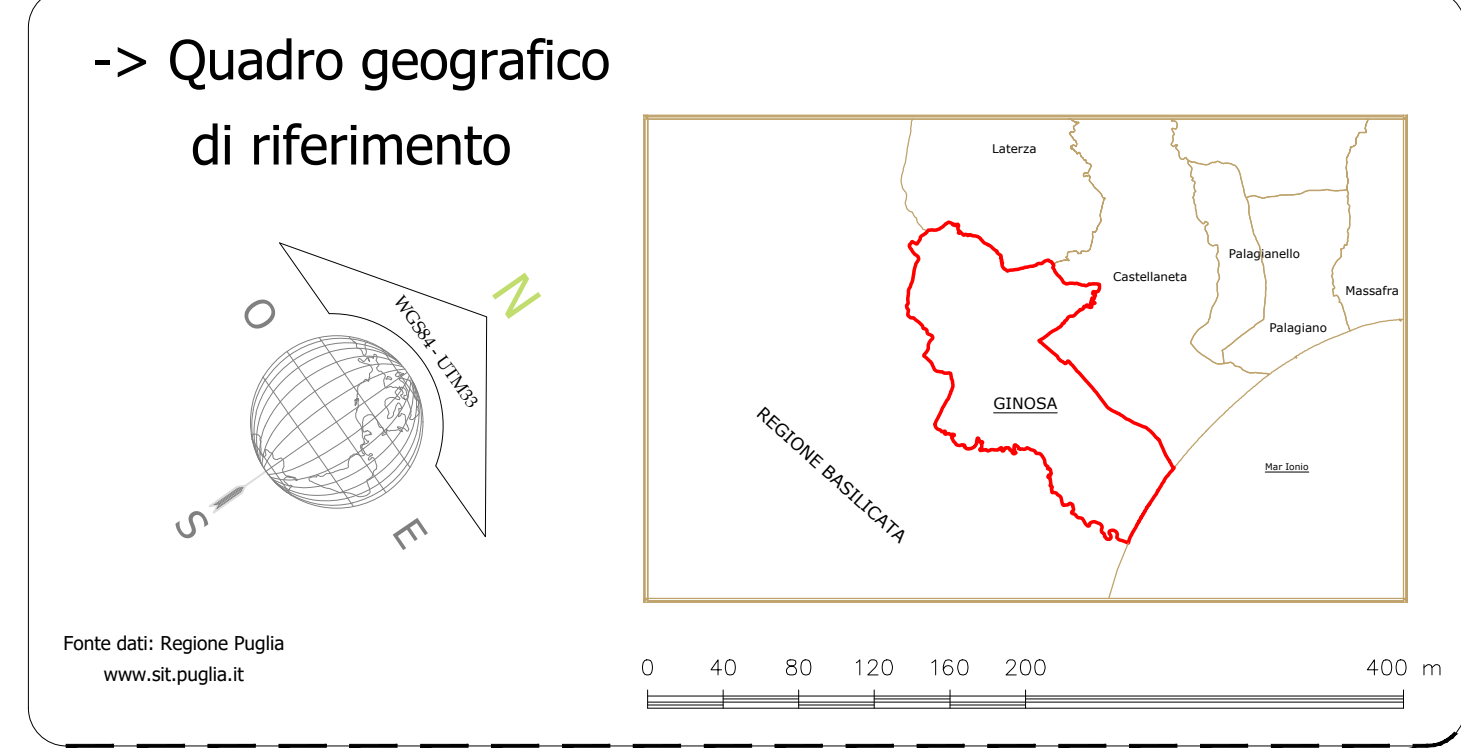 -> Quadro geografico
di riferimento
O
N
WGS84 - UTM33
S
E
Laterza
Palagianello
Castellaneta
Massafra
Palagiano
GINOSA
REGIONE BASILICATA
Mar Ionio
Fonte dati: Regione Puglia
www.sit.puglia.it
0 40 80 120 160 200 400 m